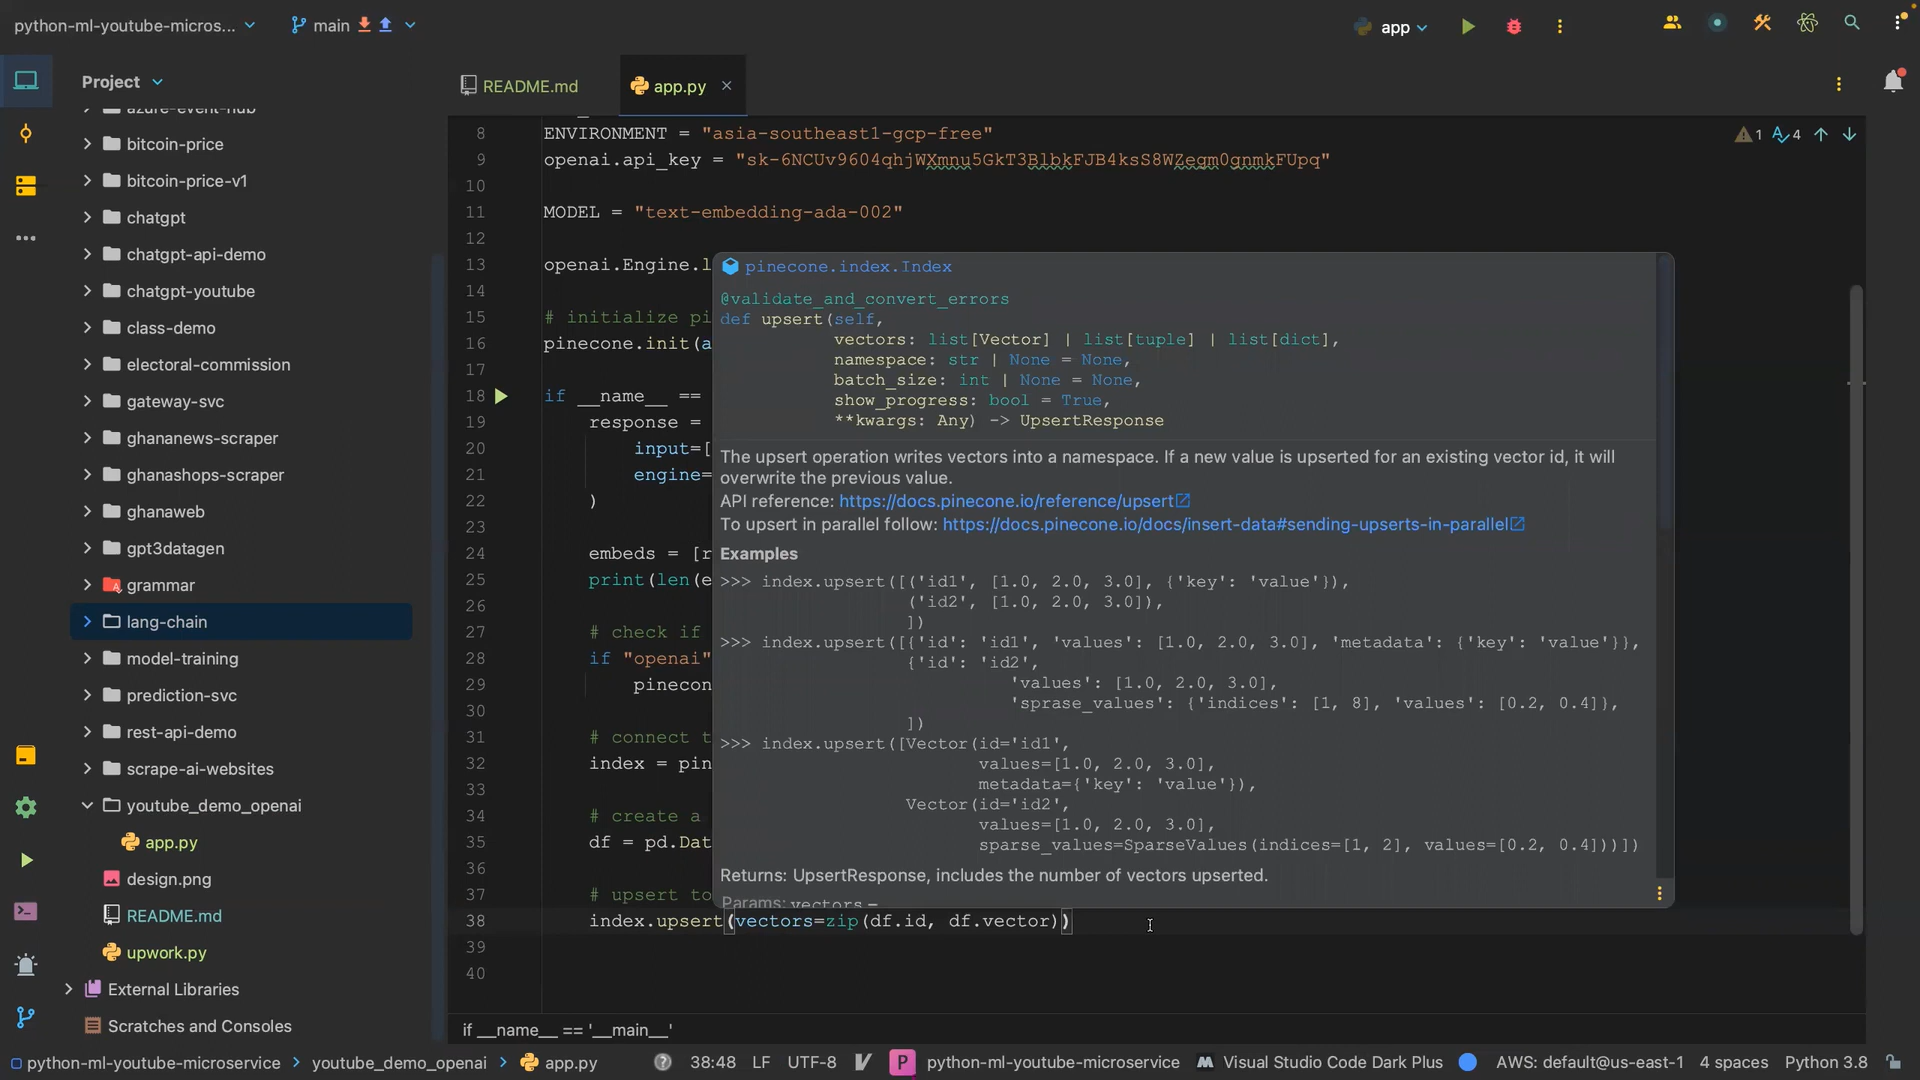 python-ml-youtube-micros...
main
app
Project
README.md
app.py
azure-event-hub
bitcoin-price
bitcoin-price-v1
chatgpt
chatgpt-api-demo
chatgpt-youtube
class-demo
electoral-commission
gateway-svc
ghananews-scraper
ghanashops-scraper
ghanaweb
gpt3datagen
grammar
lang-chain
model-training
prediction-svc
rest-api-demo
scrape-ai-websites
youtube_demo_openai
app.py
design.png
README.md
upwork.py
External Libraries
Scratches and Consoles
1 4
8 ENVIRONMENT = "asia-southeast1-gcp-free"
9 openai.api_key = "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"
10
11 MODEL = "text-embedding-ada-002"
12
13 openai.Engine.l
14
15 # initialize pi
16 pinecone.init(a
17
18 if __name__ ==
19 response =
20 input=[
21 engine=
22 )
23
24 embeds = [r
25 print(len(e
26
27 # check if
28 if "openai"
29 pinecon
30
31 # connect t
32 index = pin
33
34 # create a
35 df = pd.Dat
36
37 # upsert to
38 index.upsert(vectors=zip(df.id, df.vector))
39
40
pinecone.index.Index
@validate_and_convert_errors
def upsert(self,
vectors: list[Vector] | list[tuple] | list[dict],
namespace: str | None = None,
batch_size: int | None = None,
show_progress: bool = True,
**kwargs: Any) -> UpsertResponse
The upsert operation writes vectors into a namespace. If a new value is upserted for an existing vector id, it will
overwrite the previous value.
API reference: https://docs.pinecone.io/reference/upsert
To upsert in parallel follow: https://docs.pinecone.io/docs/insert-data#sending-upserts-in-parallel
Examples
>>> index.upsert([('id1', [1.0, 2.0, 3.0], {'key': 'value'}),
('id2', [1.0, 2.0, 3.0]),
])
>>> index.upsert([{'id': 'id1', 'values': [1.0, 2.0, 3.0], 'metadata': {'key': 'value'}},
{'id': 'id2',
'values': [1.0, 2.0, 3.0],
'sprase_values': {'indices': [1, 8], 'values': [0.2, 0.4]},
])
>>> index.upsert([Vector(id='id1',
values=[1.0, 2.0, 3.0],
metadata={'key': 'value'}),
Vector(id='id2',
values=[1.0, 2.0, 3.0],
sparse_values=SparseValues(indices=[1, 2], values=[0.2, 0.4]))])
Returns: UpsertResponse, includes the number of vectors upserted.
Params: vectors –
if __name__ == '__main__'
python-ml-youtube-microservice youtube_demo_openai app.py
38:48 LF UTF-8 P python-ml-youtube-microservice Visual Studio Code Dark Plus AWS: default@us-east-1 4 spaces Python 3.8